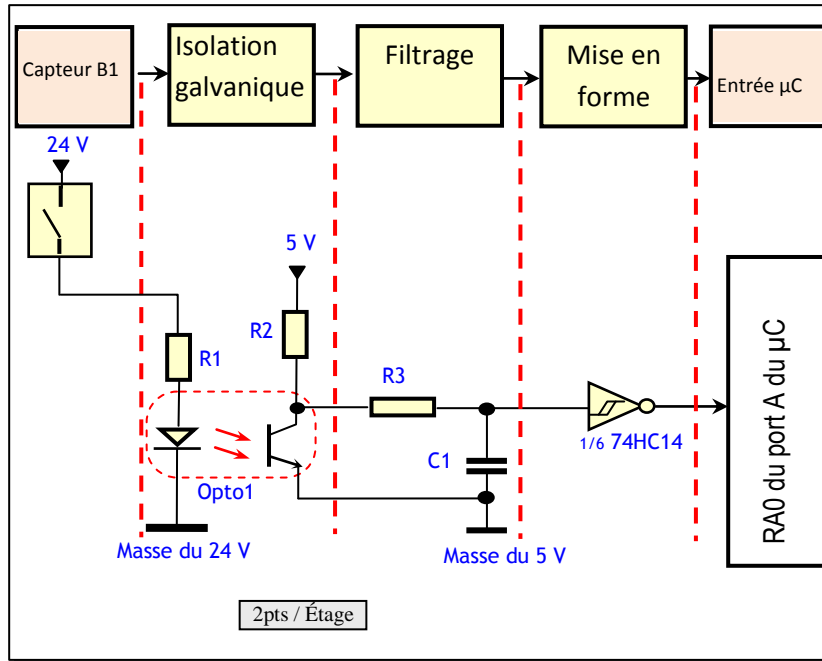 Capteur B1
Isolation
galvanique
Filtrage
Mise en
forme
Entrée µC
24 V
5 V
R1
R2
R3
C1
Opto1
1/6 74HC14
RA0 du port A du µC
Masse du 24 V
Masse du 5 V
2pts / Étage